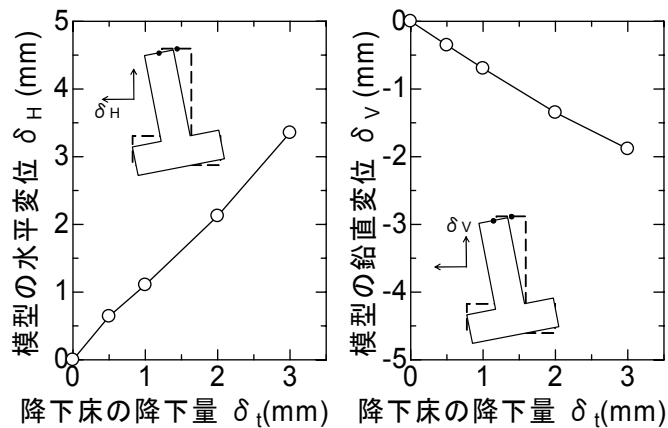 模型の水平変位 δH (mm)
5
4
3
2
1
0
0 1 2 3
降下床の降下量 δt(mm)
δH
模型の鉛直変位 δV (mm)
0
-1
-2
-3
-4
-5
0 1 2 3
降下床の降下量 δt(mm)
δV